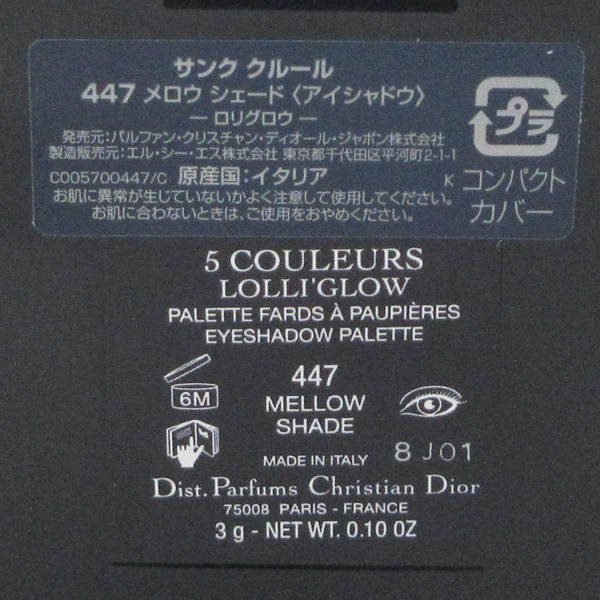 サンク クルール
447 メロウ シェード〈アイシャドウ〉
― ロリグロウ ―
発売元:パルファン・クリスチャン・ディオール・ジャポン株式会社
製造販売元:エル・シー・エス株式会社 東京都千代田区平河町2-1-1
C005700447/C 原産国:イタリア
お肌に異常が生じていないかよく注意して使用してください。
お肌に合わないときは、ご使用をおやめください。
プラ
K コンパクト
カバー
5 COULEURS
LOLLI'GLOW
PALETTE FARDS À PAUPIÈRES
EYESHADOW PALETTE
6M
447
MELLOW
SHADE
MADE IN ITALY
8J01
Dist. Parfums Christian Dior
75008 PARIS - FRANCE
3 g - NET WT. 0.10 OZ